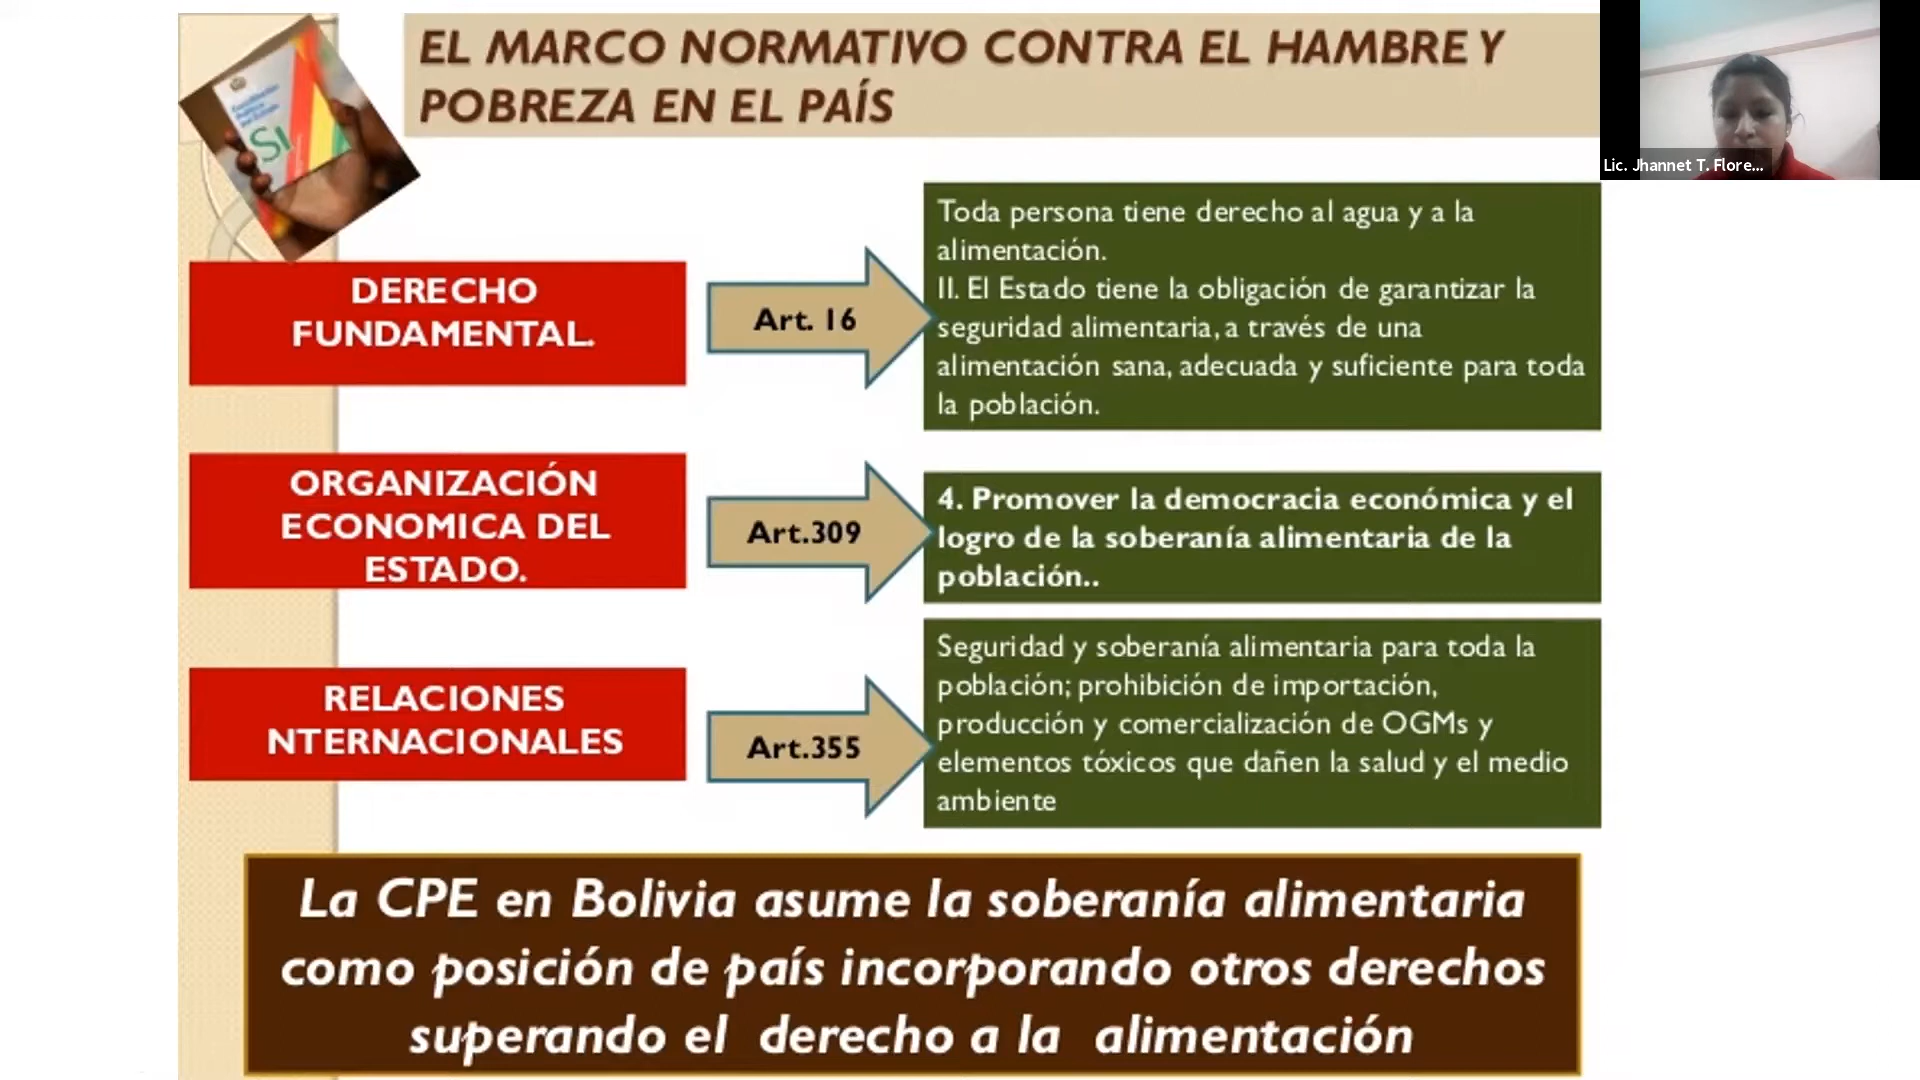 EL MARCO NORMATIVO CONTRA EL HAMBRE Y
POBREZA EN EL PAÍS
SI
Lic. Jhannet T. Flore...
DERECHO
FUNDAMENTAL.
Art. 16
Toda persona tiene derecho al agua y a la
alimentación.
II. El Estado tiene la obligación de garantizar la
seguridad alimentaria, a través de una
alimentación sana, adecuada y suficiente para toda
la población.
ORGANIZACIÓN
ECONOMICA DEL
ESTADO.
Art.309
4. Promover la democracia económica y el
logro de la soberanía alimentaria de la
población..
RELACIONES
NTERNACIONALES
Art.355
Seguridad y soberanía alimentaria para toda la
población; prohibición de importación,
producción y comercialización de OGMs y
elementos tóxicos que dañen la salud y el medio
ambiente
La CPE en Bolivia asume la soberanía alimentaria
como posición de país incorporando otros derechos
superando el derecho a la alimentación